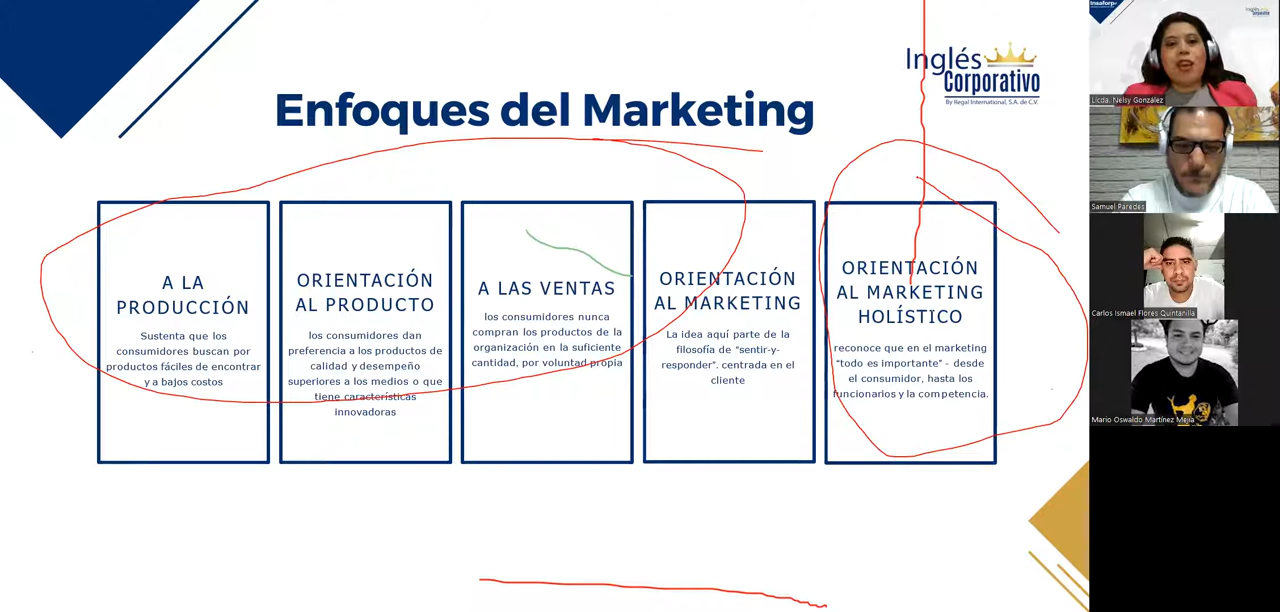 Enfoques del Marketing
Inglés
Corporativo
By Regal International, S.A. de C.V.
A LA
PRODUCCIÓN
Sustenta que los
consumidores buscan por
productos fáciles de encontrar
y a bajos costos
ORIENTACIÓN
AL PRODUCTO
los consumidores dan
preferencia a los productos de
calidad y desempeño
superiores a los medios o que
tiene características
innovadoras
A LAS VENTAS
los consumidores nunca
compran los productos de la
organización en la suficiente
cantidad, por voluntad propia
ORIENTACIÓN
AL MARKETING
La idea aquí parte de la
filosofía de "sentir-y-
responder". centrada en el
cliente
ORIENTACIÓN
AL MARKETING
HOLÍSTICO
reconoce que en el marketing
"todo es importante" - desde
el consumidor, hasta los
funcionarios y la competencia.
Insaforp
Inglés
Corporativo
Licda. Nelsy González
Samuel Paredes
Carlos Ismael Flores Quintanilla
Mario Oswaldo Martínez Mejía